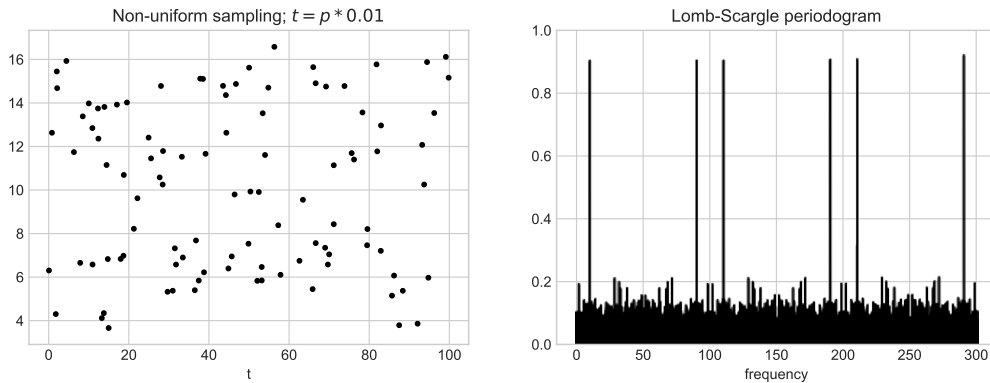 Non-uniform sampling; t = p * 0.01
16
14
12
10
8
6
4
0 20 40 60 80 100
t
Lomb-Scargle periodogram
1.0
0.8
0.6
0.4
0.2
0.0
0 50 100 150 200 250 300
frequency